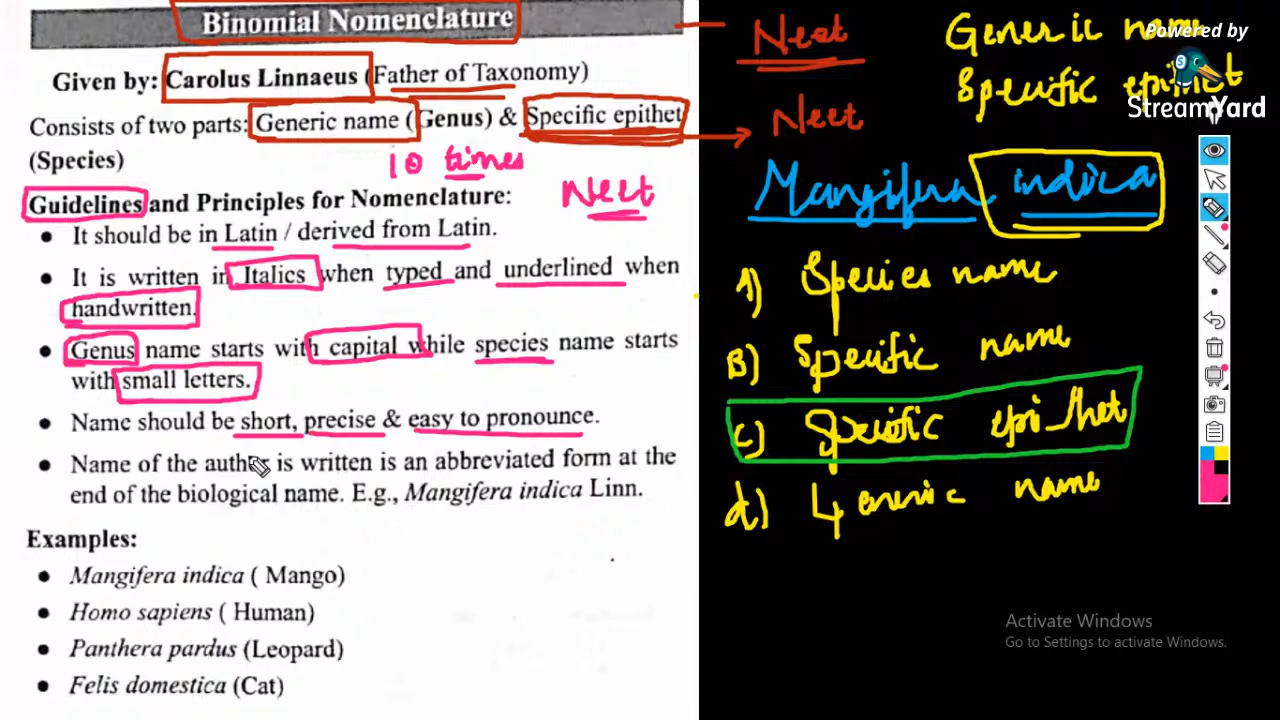 Binomial Nomenclature
Given by: Carolus Linnaeus (Father of Taxonomy)
Consists of two parts: Generic name (Genus) & Specific epithet
(Species)
10 times
Guidelines and Principles for Nomenclature:
Neet
• It should be in Latin / derived from Latin.
• It is written in Italics when typed and underlined when
handwritten.
• Genus name starts with capital while species name starts
with small letters.
• Name should be short, precise & easy to pronounce.
• Name of the author is written is an abbreviated form at the
end of the biological name. E.g., Mangifera indica Linn.
Examples:
• Mangifera indica ( Mango)
• Homo sapiens ( Human)
• Panthera pardus (Leopard)
• Felis domestica (Cat)
Neet
Neet
Generic name
Specific epithet
Powered by
StreamYard
Mangifera indica
A) Species name
B) Specific name
c) Specific epithet
d) Generic name
Activate Windows
Go to Settings to activate Windows.